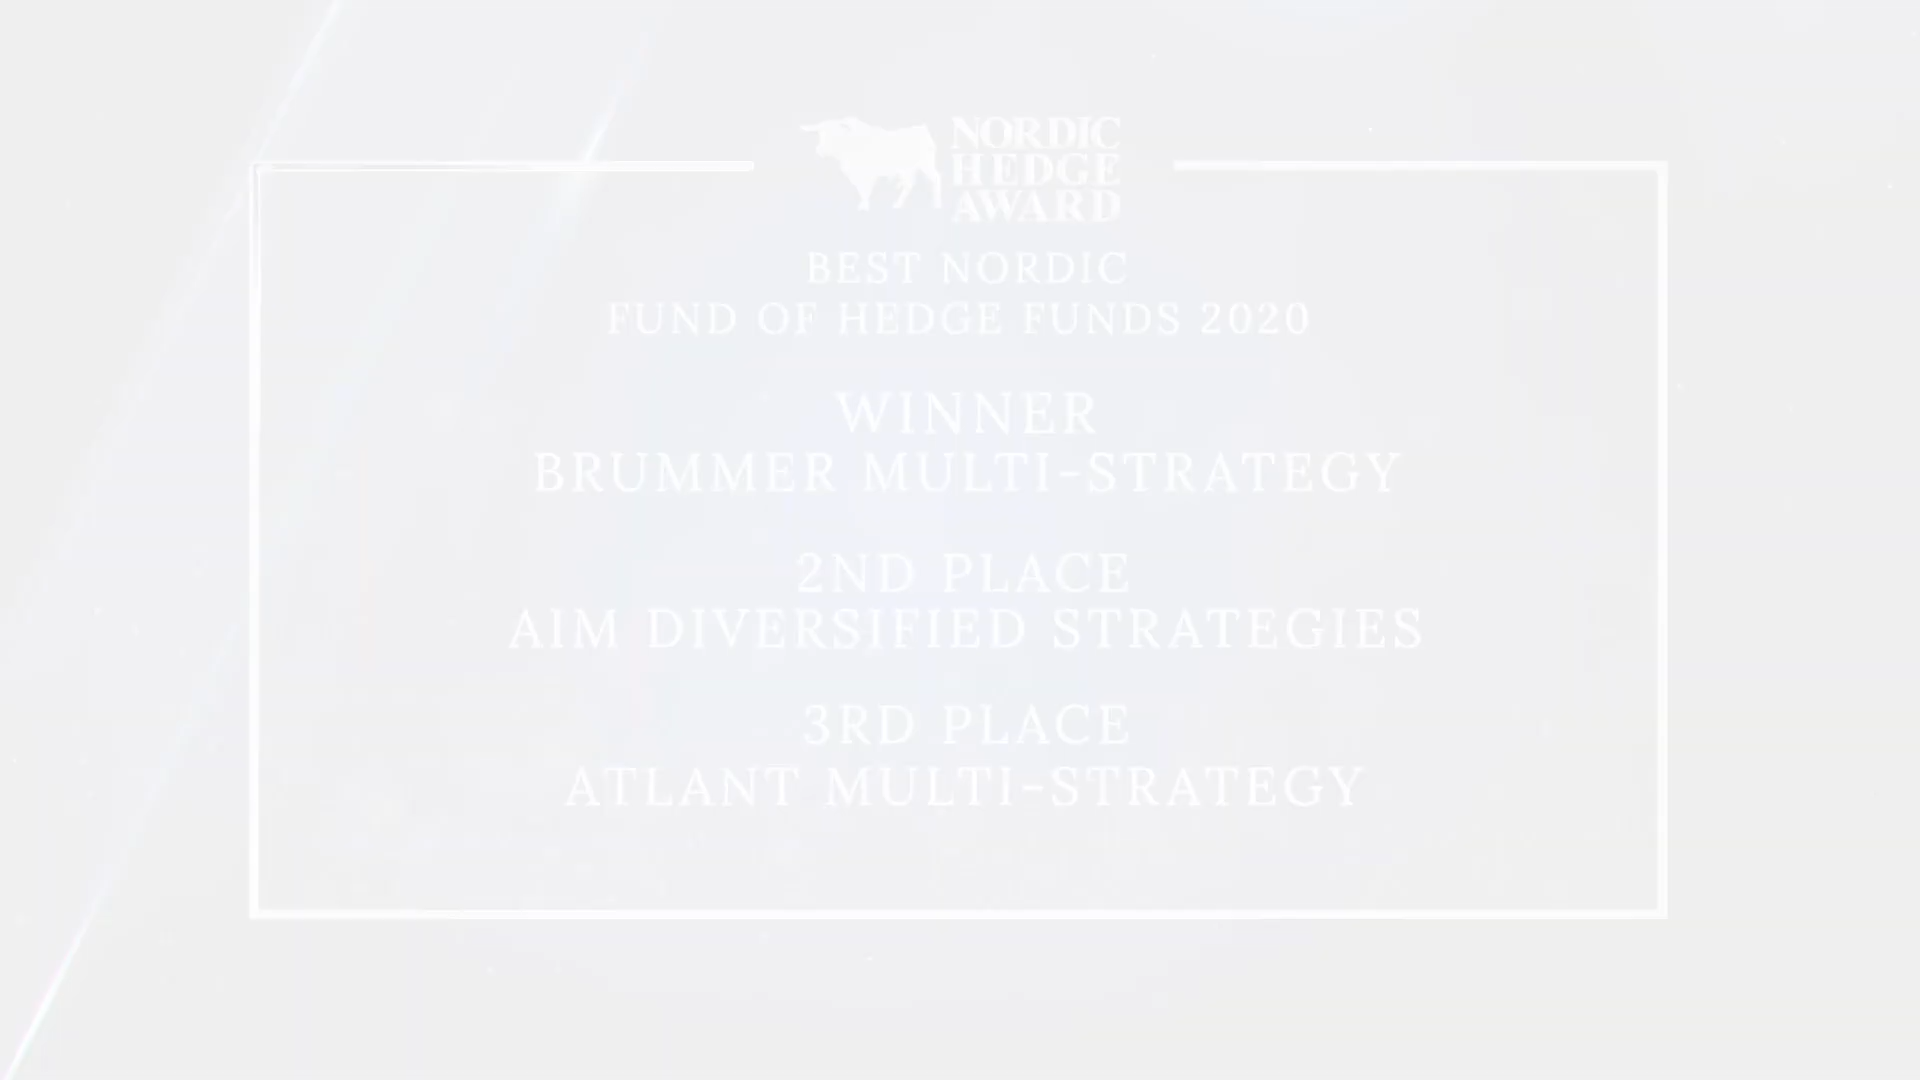 NORDIC
HEDGE
AWARD
BEST NORDIC
FUND OF HEDGE FUNDS 2020
WINNER
BRUMMER MULTI-STRATEGY
2ND PLACE
AIM DIVERSIFIED STRATEGIES
3RD PLACE
ATLANT MULTI-STRATEGY